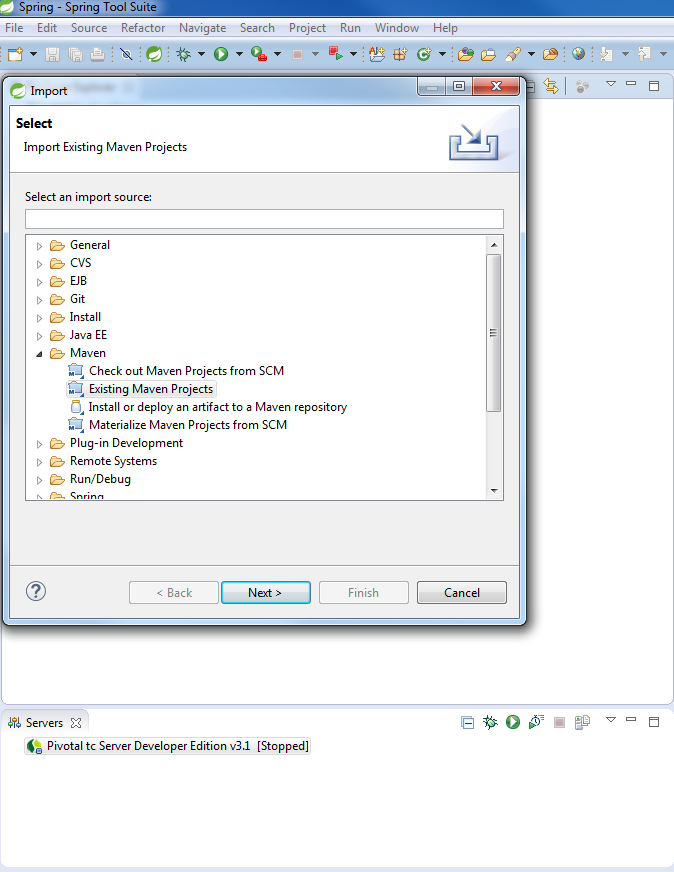 Spring - Spring Tool Suite
File Edit Source Refactor Navigate Search Project Run Window Help
Import
Select
Import Existing Maven Projects
Select an import source:
General
CVS
EJB
Git
Install
Java EE
Maven
Check out Maven Projects from SCM
Existing Maven Projects
Install or deploy an artifact to a Maven repository
Materialize Maven Projects from SCM
Plug-in Development
Remote Systems
Run/Debug
Spring
< Back Next > Finish Cancel
Servers
Pivotal tc Server Developer Edition v3.1 [Stopped]